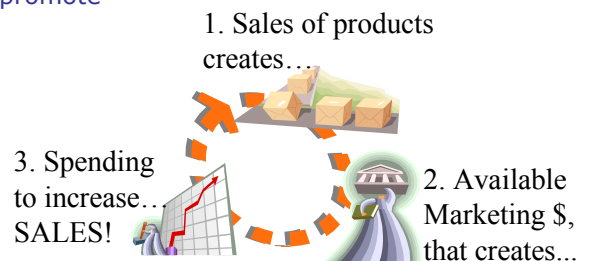 promote
1. Sales of products
creates…
3. Spending
to increase…
SALES!
2. Available
Marketing $,
that creates...